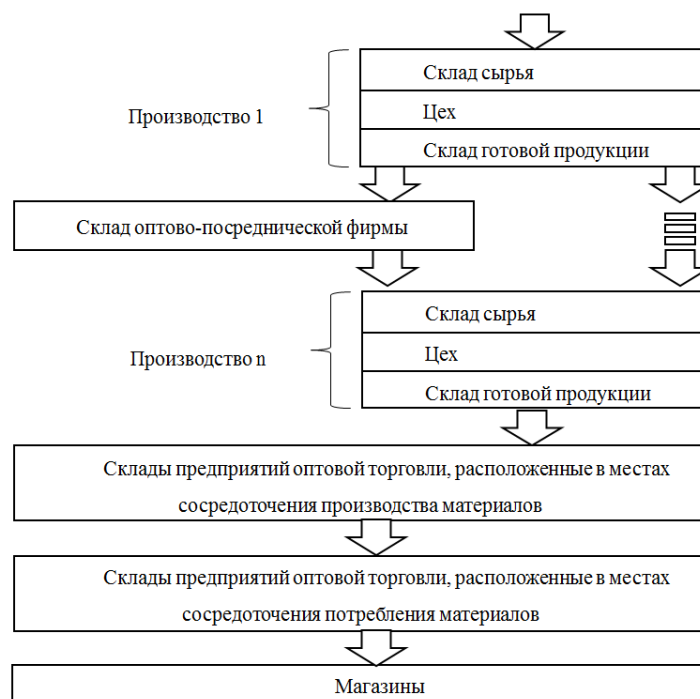 Склад сырья
Производство 1
Цех
Склад готовой продукции
Склад оптово-посреднической фирмы
Склад сырья
Производство n
Цех
Склад готовой продукции
Склады предприятий оптовой торговли, расположенные в местах
сосредоточения производства материалов
Склады предприятий оптовой торговли, расположенные в местах
сосредоточения потребления материалов
Магазины